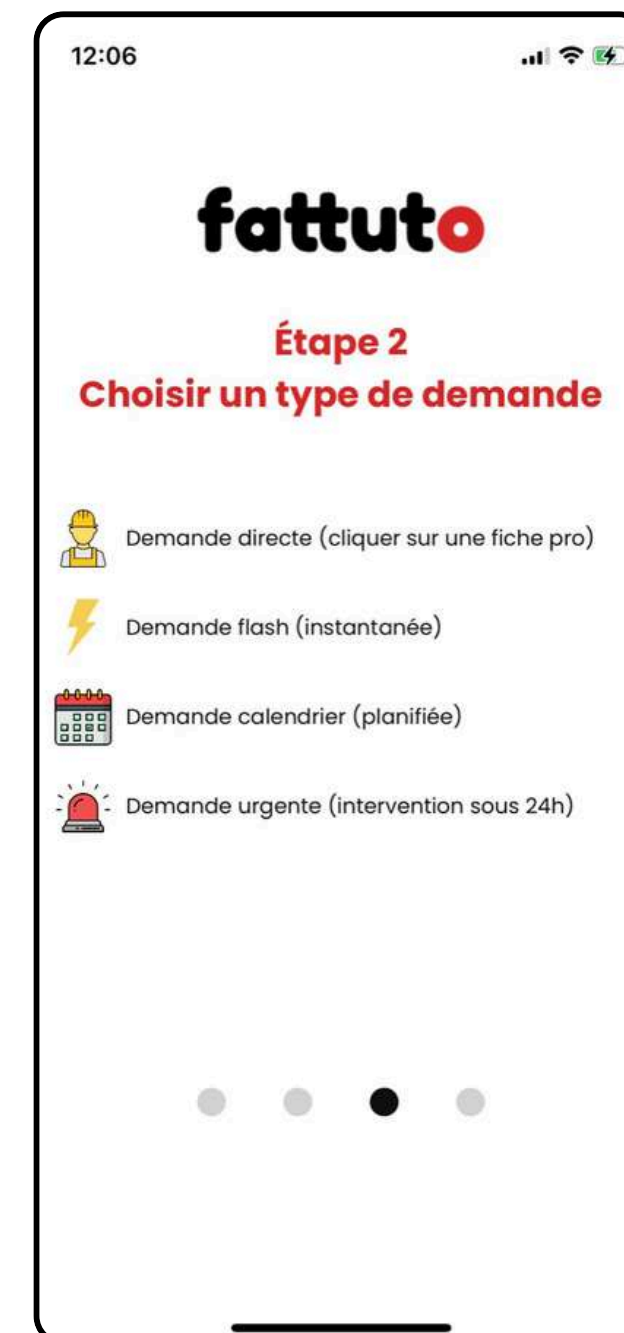 12:06
fattuto
Étape 2
Choisir un type de demande
Demande directe (cliquer sur une fiche pro)
Demande flash (instantanée)
Demande calendrier (planifiée)
Demande urgente (intervention sous 24h)